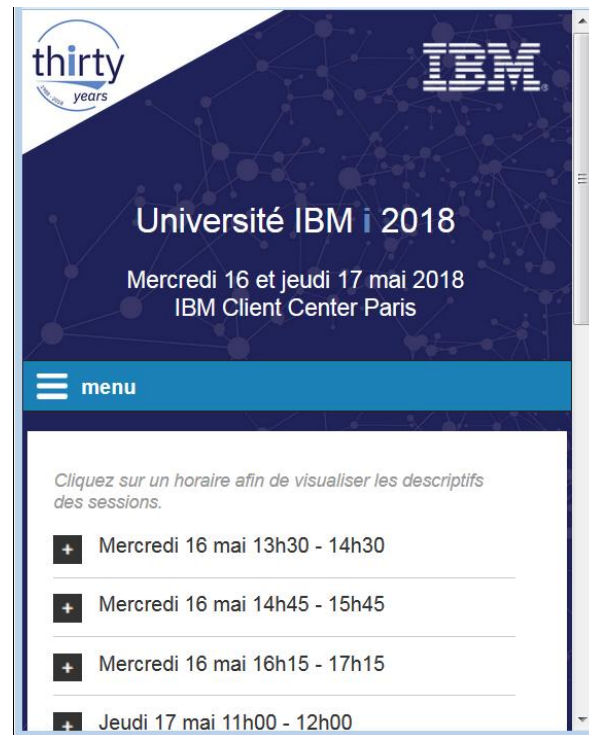 thirty
years
1988 - 2018
IBM
Université IBM i 2018
Mercredi 16 et jeudi 17 mai 2018
IBM Client Center Paris
menu
Cliquez sur un horaire afin de visualiser les descriptifs
des sessions.
+ Mercredi 16 mai 13h30 - 14h30
+ Mercredi 16 mai 14h45 - 15h45
+ Mercredi 16 mai 16h15 - 17h15
+ Jeudi 17 mai 11h00 - 12h00